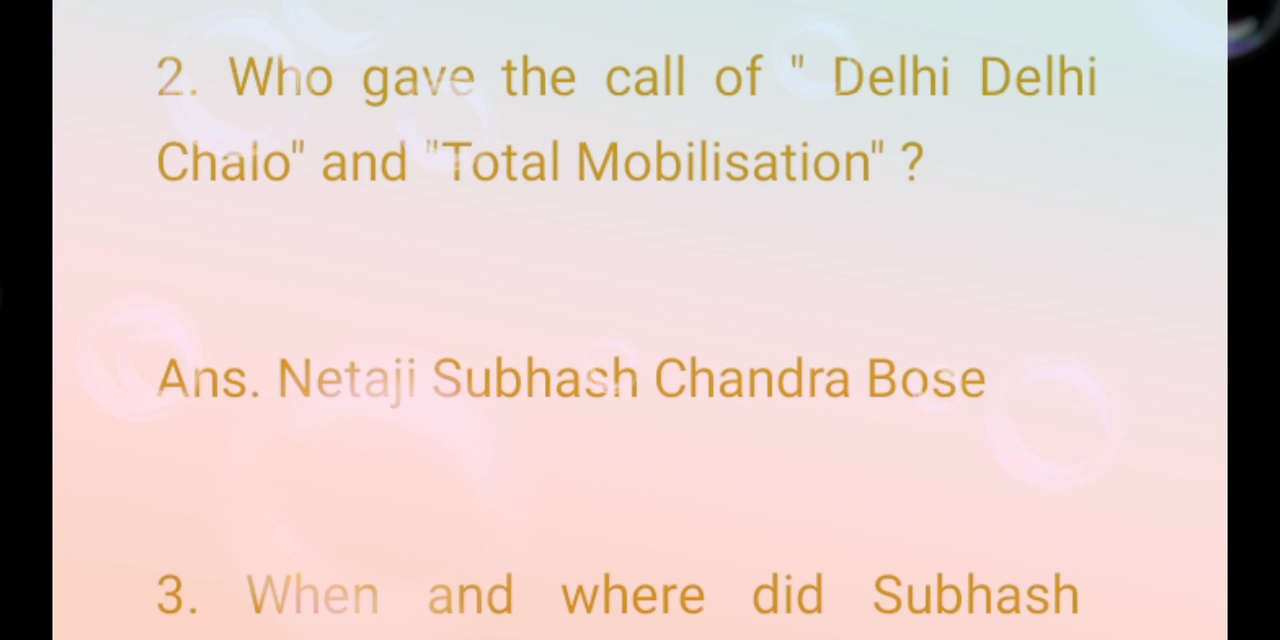 2. Who gave the call of " Delhi Delhi
Chalo" and "Total Mobilisation" ?
Ans. Netaji Subhash Chandra Bose
3. When and where did Subhash